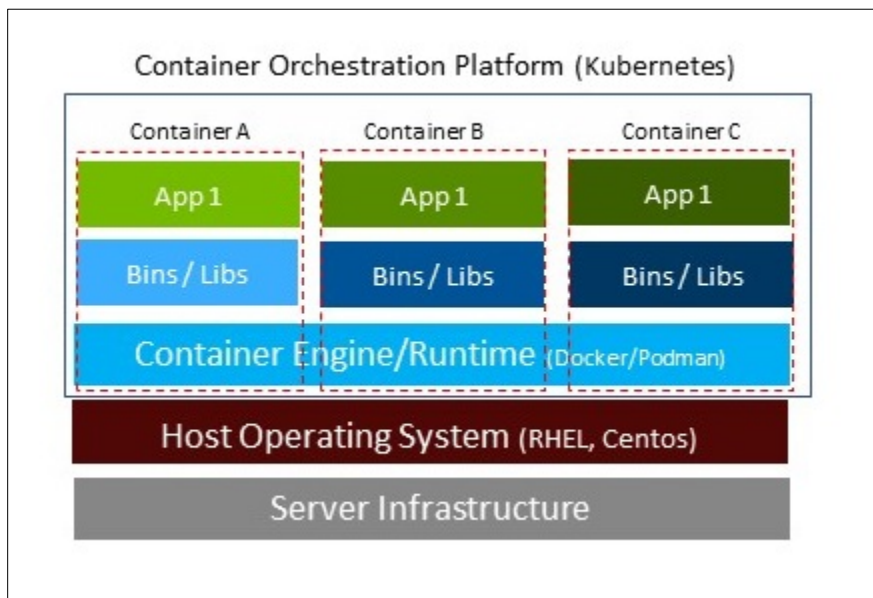 Container Orchestration Platform (Kubernetes)
Container A
Container B
Container C
App 1
App 1
App 1
Bins / Libs
Bins / Libs
Bins / Libs
Container Engine/Runtime (Docker/Podman)
Host Operating System (RHEL, Centos)
Server Infrastructure